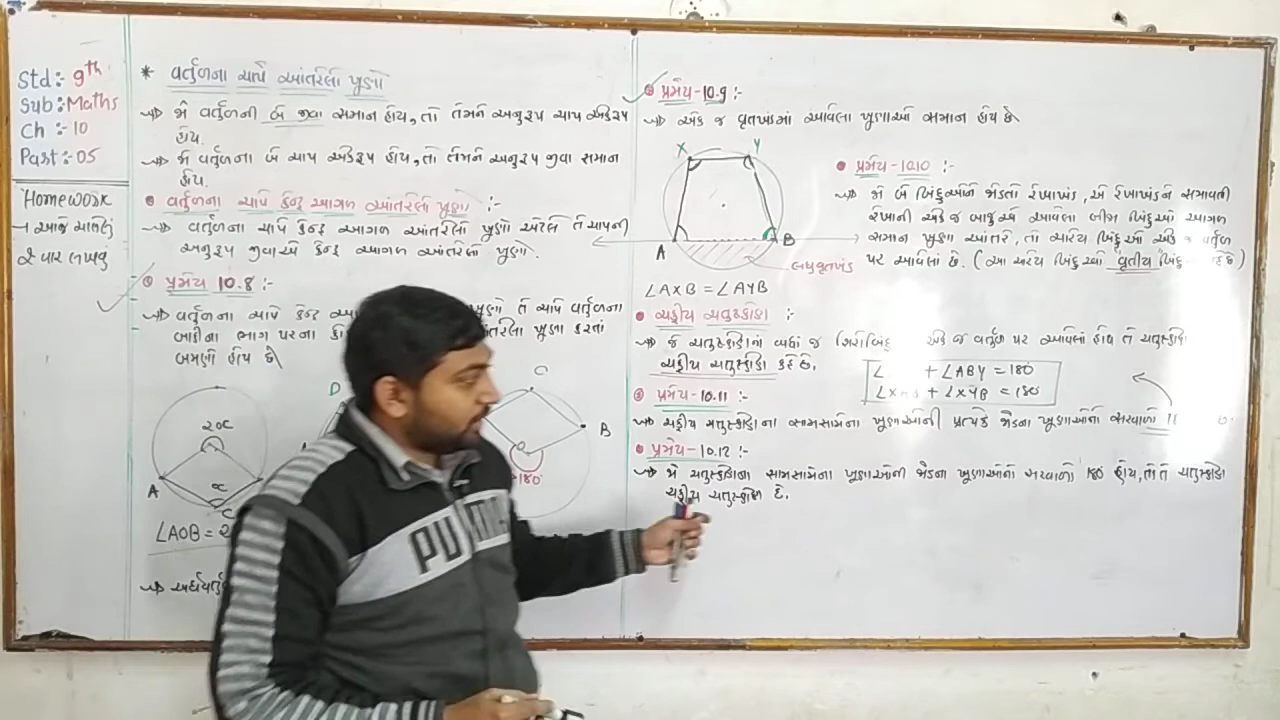 Std:- 9th
Sub:- Maths
Ch :- 10
Part:- 05
Homework
→ આજે ચાલેલું
2 વાર લખવું
* વર્તુળના ચાપે આંતરેલા ખૂણા
→ જો વર્તુળની બે જીવા સમાન હોય, તો તેમને અનુરૂપ ચાપ એકરૂપ
હોય.
→ જો વર્તુળના બે ચાપ એકરૂપ હોય, તો તેમને અનુરૂપ જીવા સમાન
હોય.
• વર્તુળના ચાપે કેન્દ્ર આગળ આંતરેલો ખૂણો :-
→ વર્તુળના ચાપે કેન્દ્ર આગળ આંતરેલો ખૂણો એટલે તે ચાપની
અનુરૂપ જીવાએ કેન્દ્ર આગળ આંતરેલો ખૂણો.
• પ્રમેય 10.8 :-
→ વર્તુળના ચાપે કેન્દ્ર ખૂણો તે ચાપે વર્તુળના
બાકીના ભાગ પરના આંતરેલા ખૂણા કરતાં
બમણો હોય છે
2x
A
x
C
∠AOB = 2
D
C
B
180°
• પ્રમેય-10.9 :-
→ એક જ વૃતખંડમાં આવેલા ખૂણાઓ સમાન હોય છે
X Y
A B
લઘુવૃતખંડ
∠AXB = ∠AYB
• પ્રમેય-10.10 :-
→ જો બે બિંદુઓને જોડતો રેખાખંડ, એ રેખાખંડને સમાવતી
રેખાની એક જ બાજુએ આવેલા બીજા બિંદુઓ આગળ
સમાન ખૂણા આંતરે, તો ચારેય બિંદુઓ એક જ વર્તુળ
પર આવેલાં છે. (આ ચારેય બિંદુઓ વૃતીય બિંદુ કહે છે)
• ચક્રીય ચતુષ્કોણ :-
→ જે ચતુષ્કોણનાં બધાં જ શિરોબિંદુ એક જ વર્તુળ પર આવેલાં હોય તે ચતુષ્કોણ
ચક્રીય ચતુષ્કોણ કહે છે.
∠ + ∠ABY = 180
∠XAB + ∠XYB = 180
• પ્રમેય-10.11 :-
→ ચક્રીય ચતુષ્કોણના સામસામેના ખૂણાઓની પ્રત્યેક જોડના ખૂણાઓનો સરવાળો
• પ્રમેય-10.12 :-
→ જો ચતુષ્કોણના સામસામેના ખૂણાઓની જોડના ખૂણાઓનો સરવાળો 180° હોય, તો તે ચતુષ્કોણ
ચક્રીય ચતુષ્કોણ છે.
PUMA